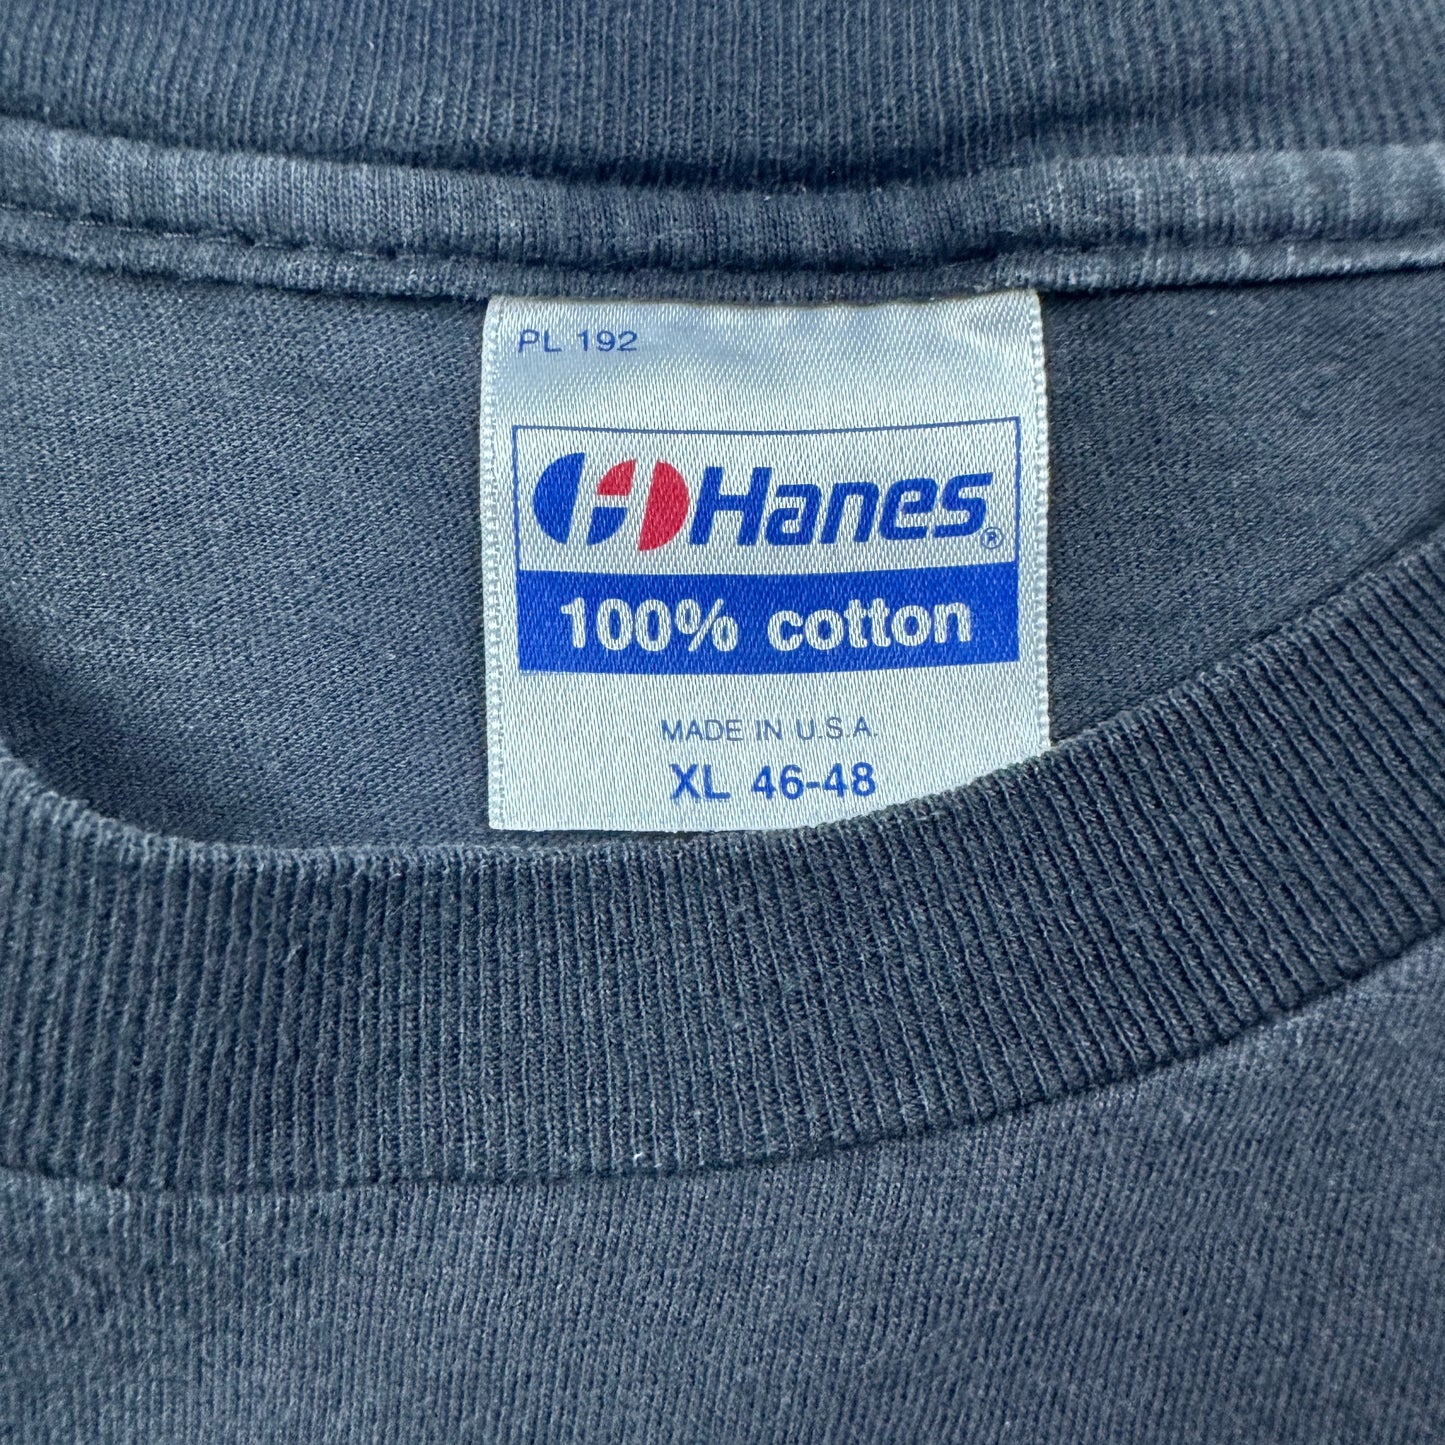 PL 192
Hanes®
100% cotton
MADE IN U.S.A.
XL 46-48